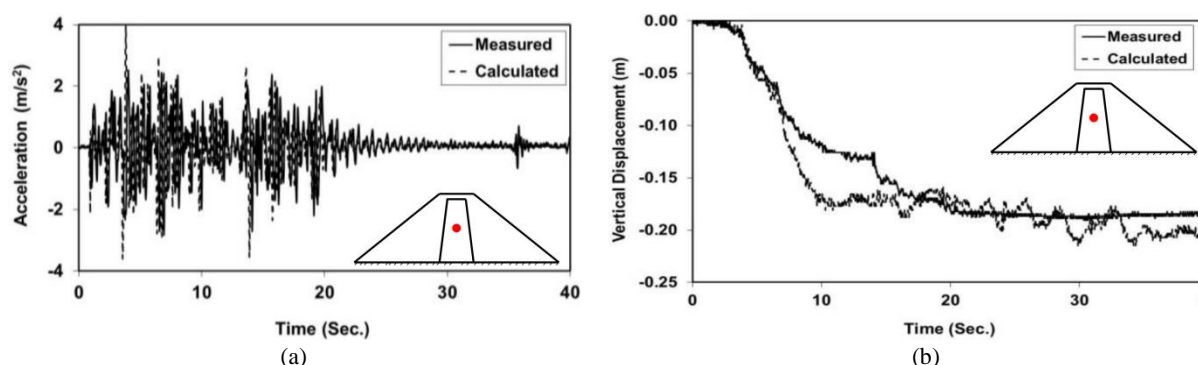 4
2
0
-2
-4
Acceleration (m/s²)
Measured
Calculated
0 10 20 30 40
Time (Sec.)
(a)
0.00
-0.05
-0.10
-0.15
-0.20
-0.25
Vertical Displacement (m)
Measured
Calculated
0 10 20 30
Time (Sec.)
(b)